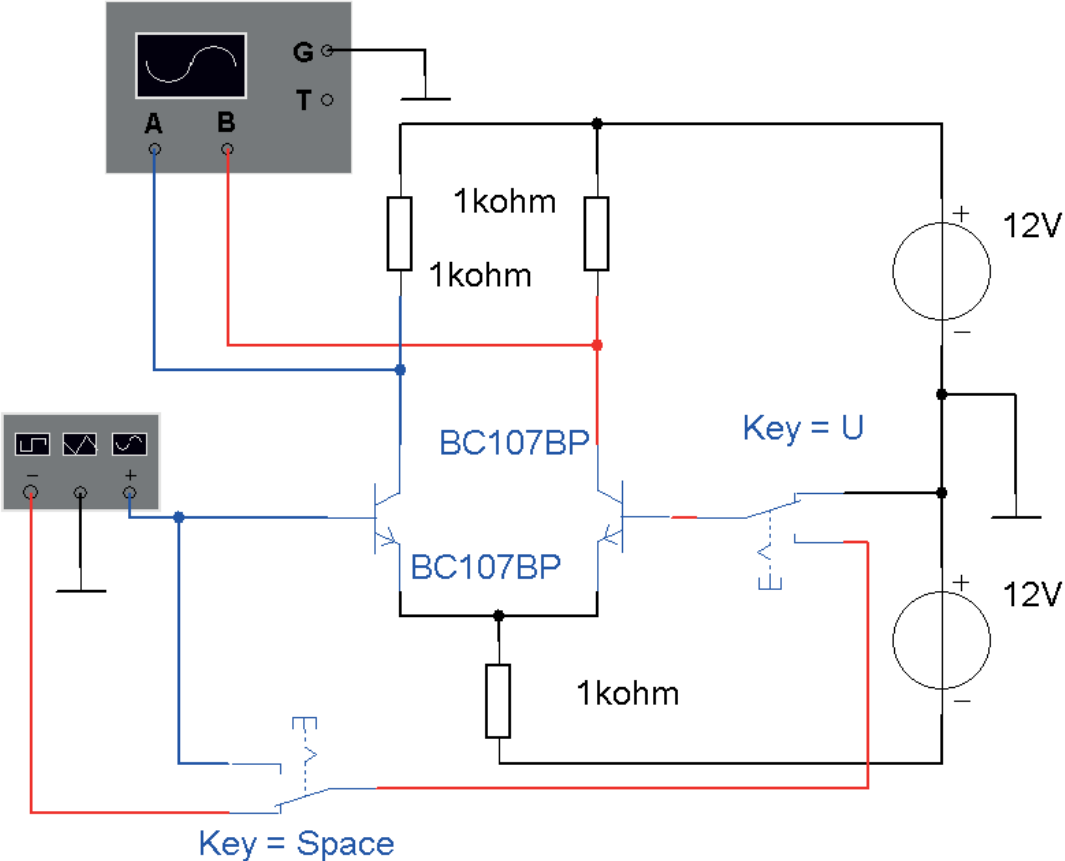 G
T
A
B
1kohm
12V
1kohm
Key = U
BC107BP
BC107BP
12V
1kohm
Key = Space